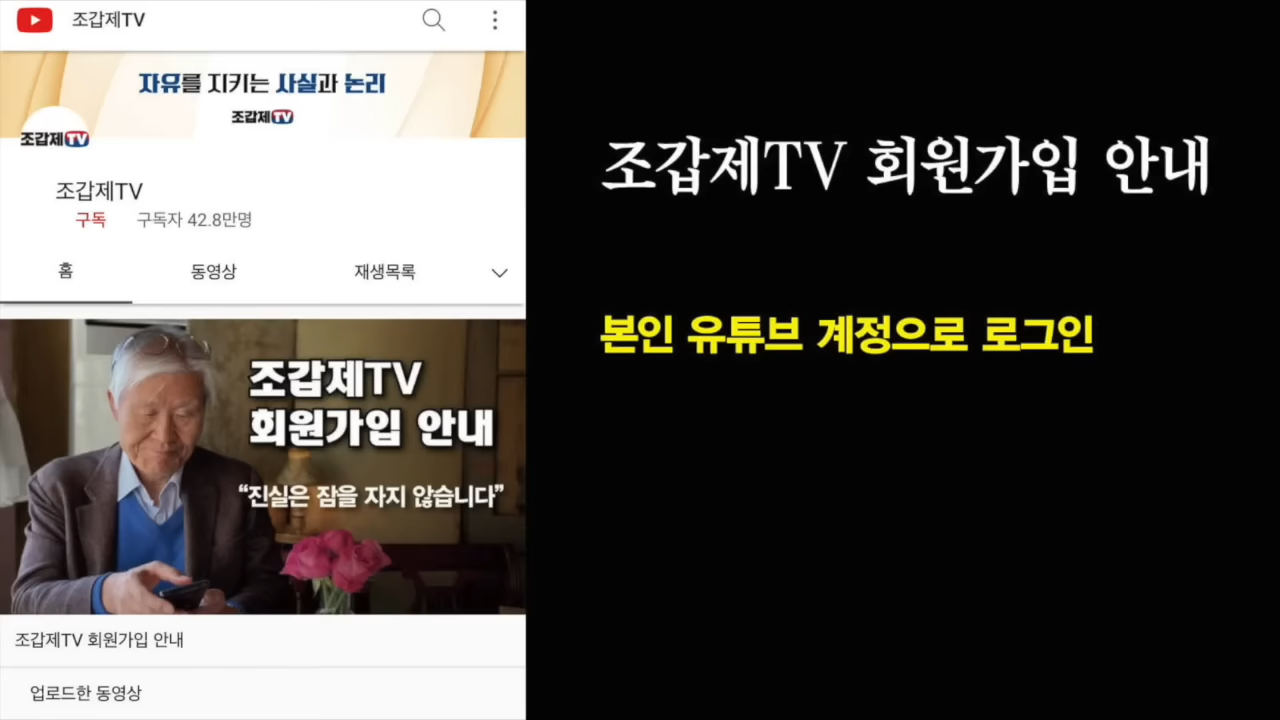 조갑제TV
자유를 지키는 사실과 논리
조갑제TV
조갑제TV
조갑제TV
구독 구독자 42.8만명
홈 동영상 재생목록
조갑제TV
회원가입 안내
“진실은 잠을 자지 않습니다”
조갑제TV 회원가입 안내
업로드한 동영상
조갑제TV 회원가입 안내
본인 유튜브 계정으로 로그인